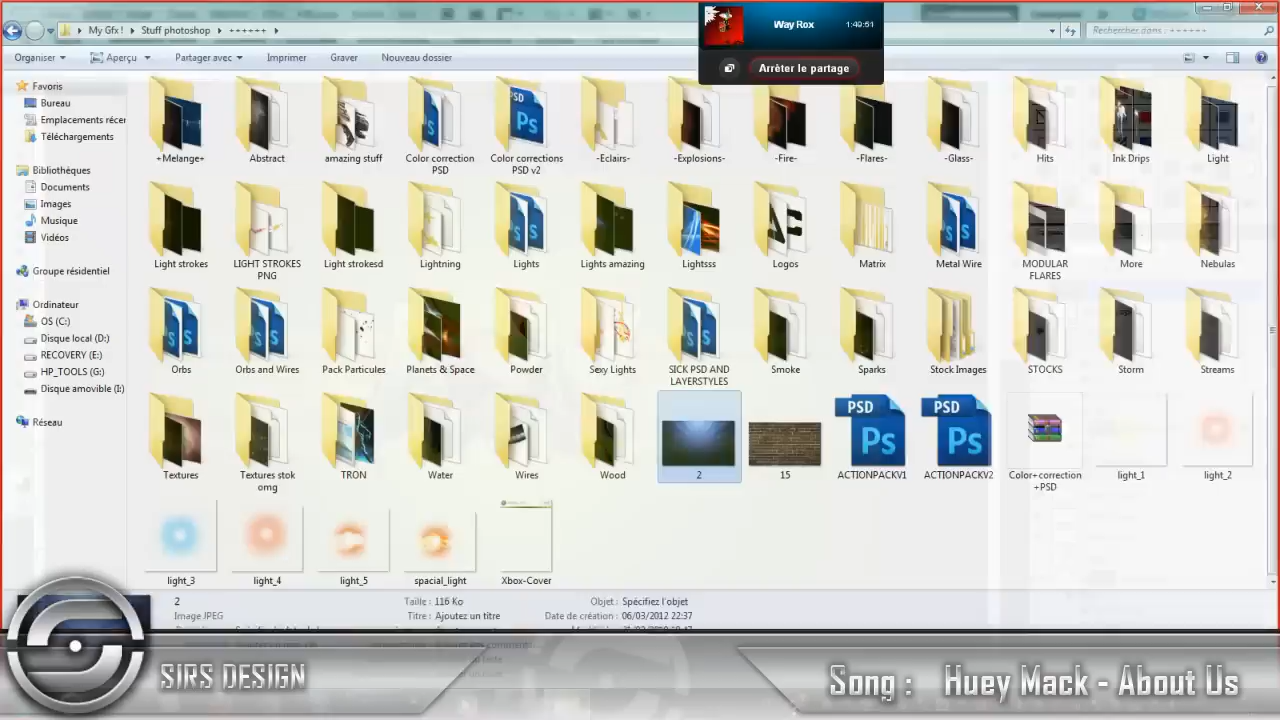 Way Rox 1:49:51
Arrêter le partage
My Gfx ! Stuff photoshop ------
Rechercher dans : ------
Organiser Aperçu Partager avec Imprimer Graver Nouveau dossier
Favoris
Bureau
Emplacements récer
Téléchargements
Bibliothèques
Documents
Images
Musique
Vidéos
Groupe résidentiel
Ordinateur
OS (C:)
Disque local (D:)
RECOVERY (E:)
HP_TOOLS (G:)
Disque amovible (I:)
Réseau
+Melange+ Abstract amazing stuff Color correction PSD Color corrections PSD v2 -Eclairs- -Explosions- -Fire- -Flares- -Glass- Hits Ink Drips Light
Light strokes LIGHT STROKES PNG Light strokesd Lightning Lights Lights amazing Lightsss Logos Matrix Metal Wire MODULAR FLARES More Nebulas
Orbs Orbs and Wires Pack Particules Planets & Space Powder Sexy Lights SICK PSD AND LAYERSTYLES Smoke Sparks Stock Images STOCKS Storm Streams
Textures Textures stok omg TRON Water Wires Wood 2 15 ACTIONPACKV1 ACTIONPACKV2 Color+correction+PSD light_1 light_2
light_3 light_4 light_5 spacial_light Xbox-Cover
2 Taille : 116 Ko Objet : Spécifiez l'objet
Image JPEG Titre : Ajoutez un titre Date de création : 06/03/2012 22:37
SIRS DESIGN
Song : Huey Mack - About Us